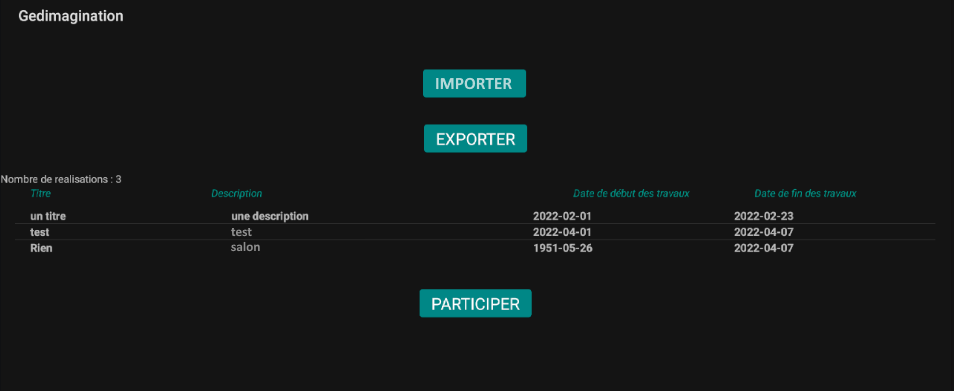 Gedimagination
IMPORTER
EXPORTER
Nombre de realisations : 3
Titre Description Date de début des travaux Date de fin des travaux
un titre une description 2022-02-01 2022-02-23
test test 2022-04-01 2022-04-07
Rien salon 1951-05-26 2022-04-07
PARTICIPER